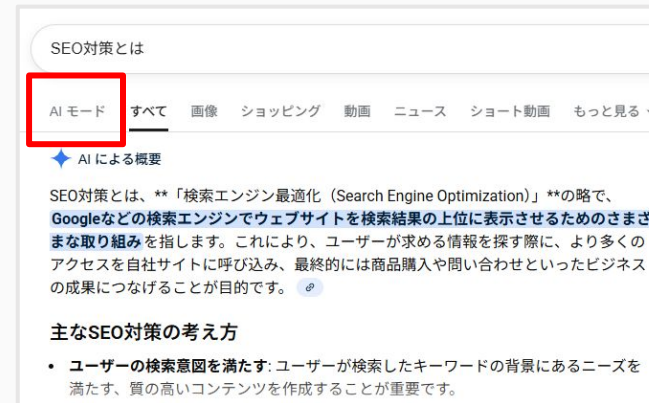 SEO対策とは
AI モード すべて 画像 ショッピング 動画 ニュース ショート動画 もっと見る
AI による概要
SEO対策とは、**「検索エンジン最適化（Search Engine Optimization）」**の略で、
Googleなどの検索エンジンでウェブサイトを検索結果の上位に表示させるためのさまざ
まな取り組みを指します。これにより、ユーザーが求める情報を探す際に、より多くの
アクセスを自社サイトに呼び込み、最終的には商品購入や問い合わせといったビジネス
の成果につなげることが目的です。
主なSEO対策の考え方
• ユーザーの検索意図を満たす: ユーザーが検索したキーワードの背景にあるニーズを
満たす、質の高いコンテンツを作成することが重要です。